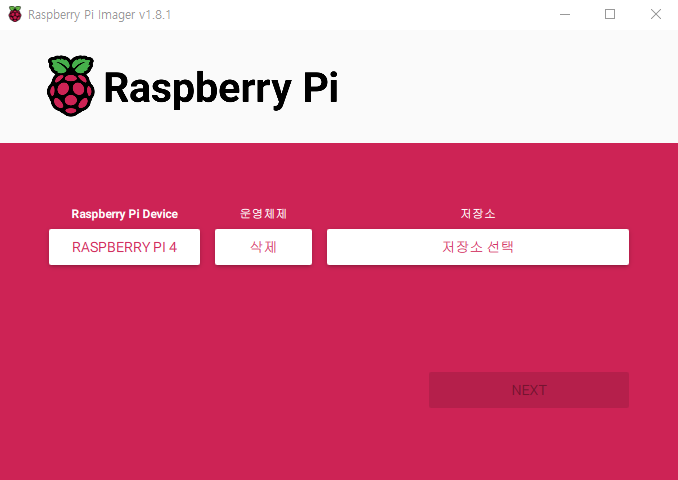 Raspberry Pi Imager v1.8.1
Raspberry Pi
Raspberry Pi Device 운영체제 저장소
RASPBERRY PI 4 삭제 저장소 선택
NEXT